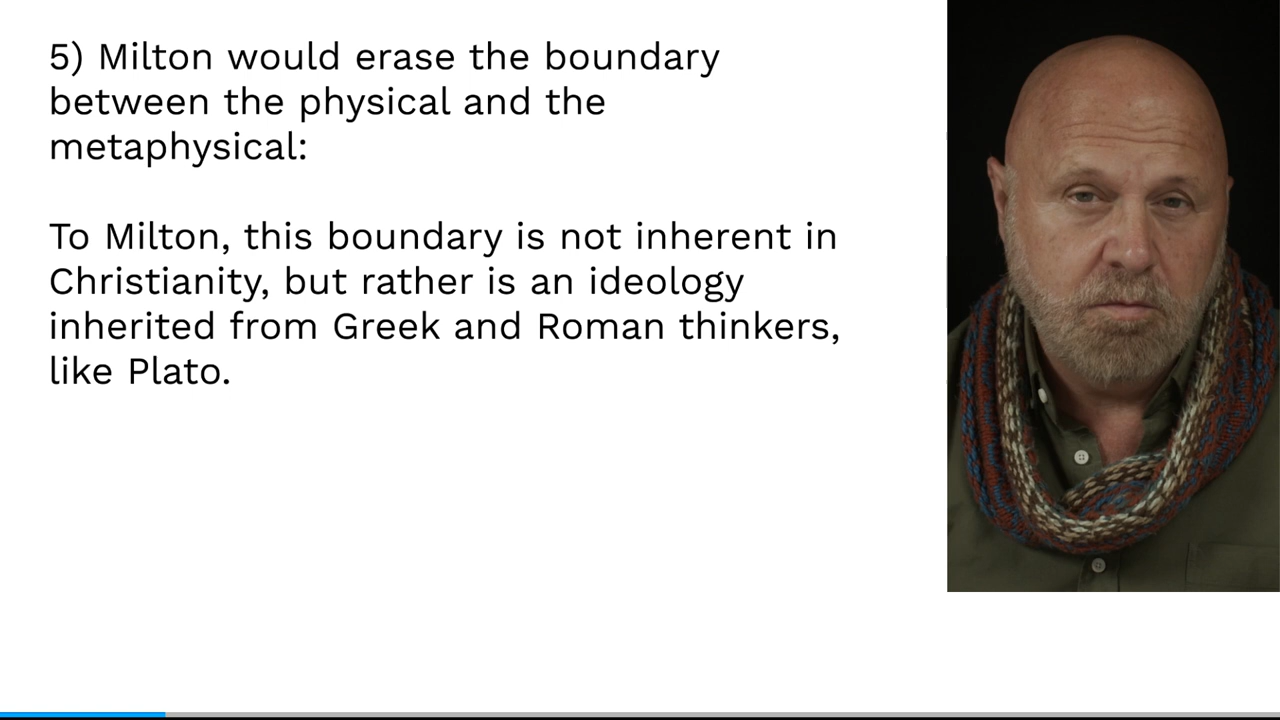 5) Milton would erase the boundary
between the physical and the
metaphysical:
To Milton, this boundary is not inherent in
Christianity, but rather is an ideology
inherited from Greek and Roman thinkers,
like Plato.